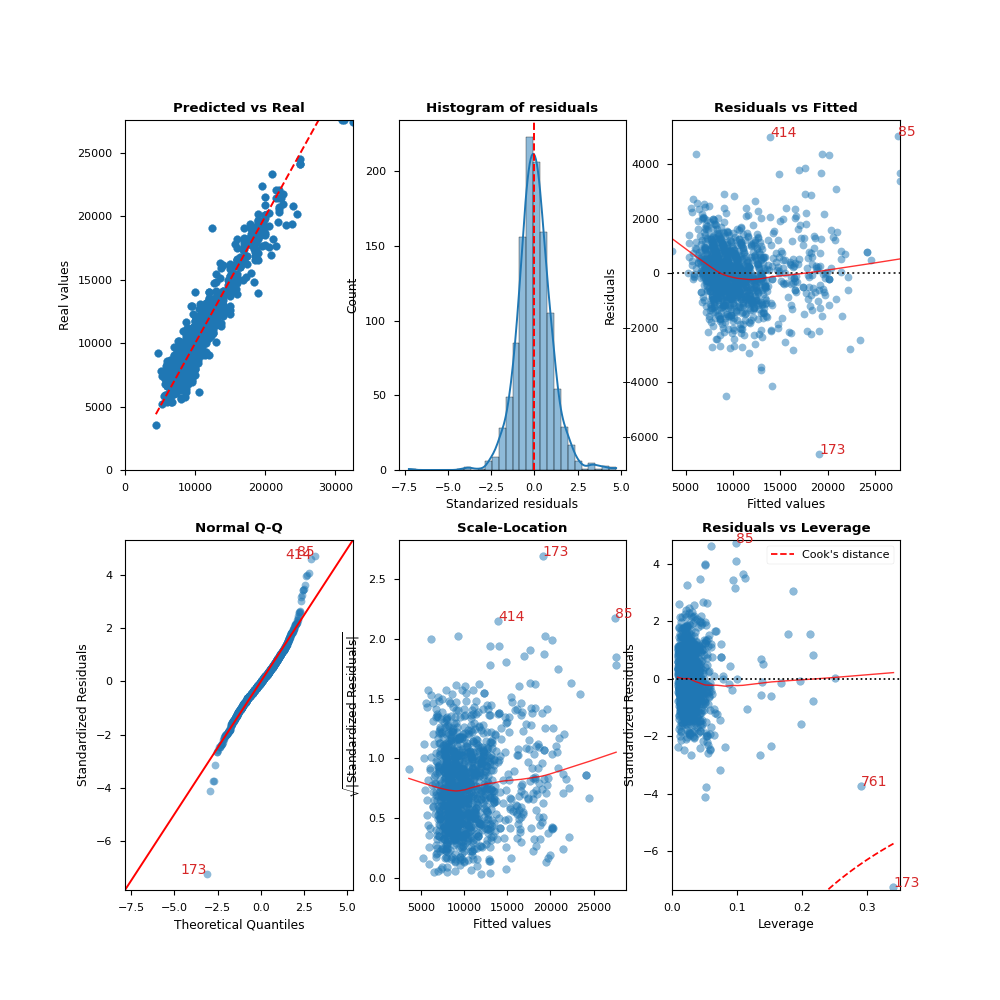 Predicted vs Real
Real values
25000
20000
15000
10000
5000
0
0 10000 20000 30000
Histogram of residuals
Count
200
150
100
50
0
−7.5 −5.0 −2.5 0.0 2.5 5.0
Standarized residuals
Residuals vs Fitted
Residuals
414
85
173
4000
2000
0
−2000
−4000
−6000
5000 10000 15000 20000 25000
Fitted values
Normal Q-Q
Standardized Residuals
414
85
173
4
2
0
−2
−4
−6
−7.5 −5.0 −2.5 0.0 2.5 5.0
Theoretical Quantiles
Scale-Location
√|Standardized Residuals|
173
414
85
2.5
2.0
1.5
1.0
0.5
0.0
5000 10000 15000 20000 25000
Fitted values
Residuals vs Leverage
Standardized Residuals
85
Cook's distance
761
173
4
2
0
−2
−4
−6
0.0 0.1 0.2 0.3
Leverage